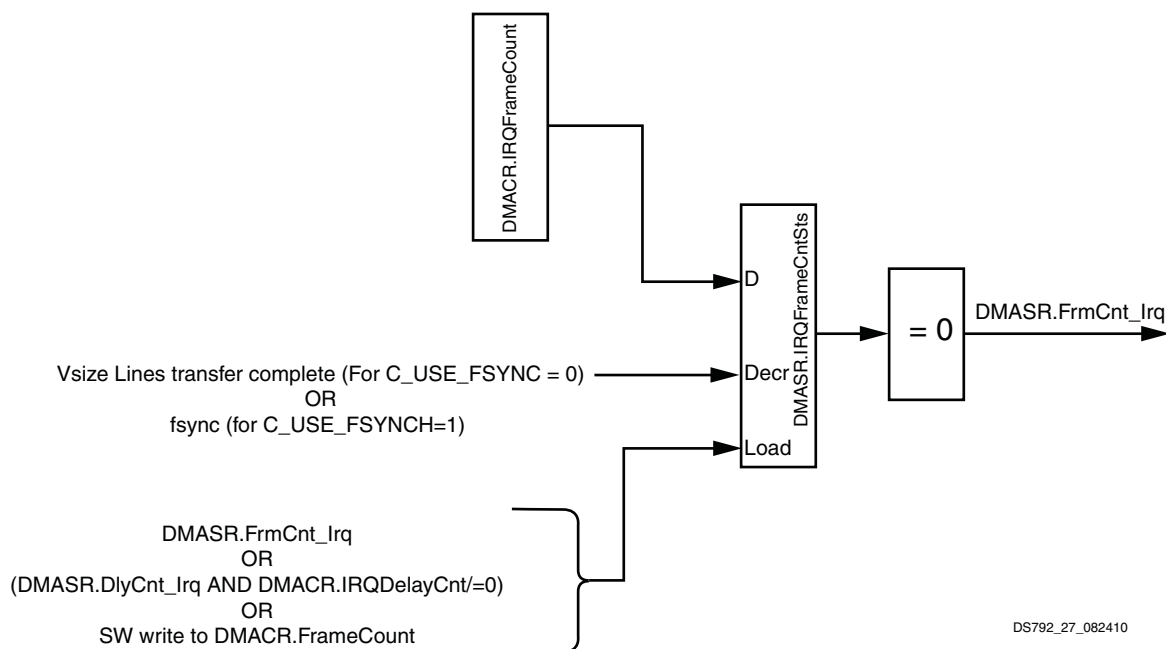 DMACR.IRQFrameCount
D
DMASR.IRQFrameCntSts
= 0
DMASR.FrmCnt_Irq
Vsize Lines transfer complete (For C_USE_FSYNC = 0)
OR
fsync (for C_USE_FSYNCH=1)
Decr
Load
DMASR.FrmCnt_Irq
OR
(DMASR.DlyCnt_Irq AND DMACR.IRQDelayCnt/=0)
OR
SW write to DMACR.FrameCount
DS792_27_082410